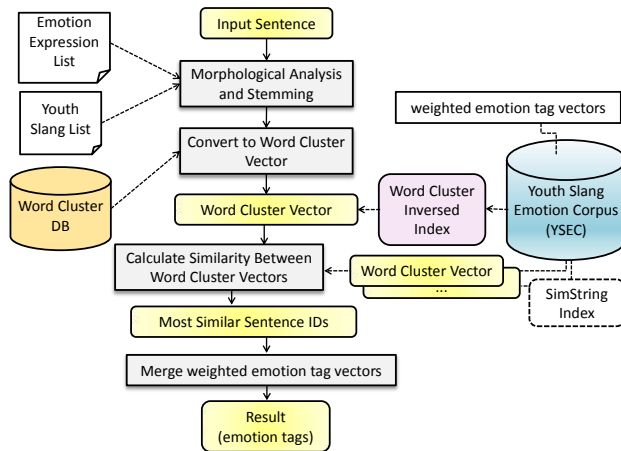 Emotion
Expression
List
Input Sentence
Morphological Analysis
and Stemming
Youth
Slang List
weighted emotion tag vectors
Convert to Word Cluster
Vector
Word Cluster
DB
Word Cluster Vector
Word Cluster
Inversed
Index
Youth Slang
Emotion Corpus
(YSEC)
Calculate Similarity Between
Word Cluster Vectors
Word Cluster Vector
...
SimString
Index
Most Similar Sentence IDs
Merge weighted emotion tag vectors
Result
(emotion tags)